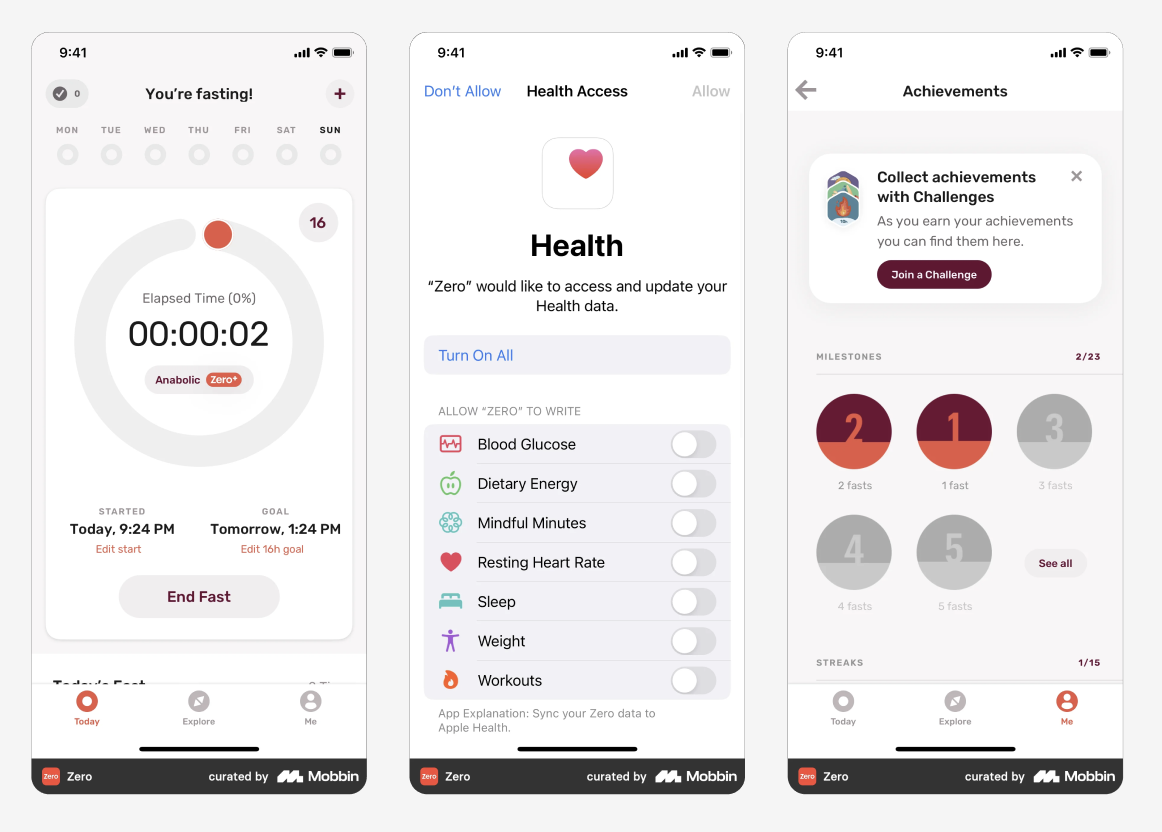 9:41
0
You're fasting!
+
MON TUE WED THU FRI SAT SUN
16
Elapsed Time (0%)
00:00:02
Anabolic Zero+
STARTED
Today, 9:24 PM
Edit start
GOAL
Tomorrow, 1:24 PM
Edit 16h goal
End Fast
Today Explore Me
Zero Zero curated by Mobbin
9:41
Don't Allow Health Access Allow
Health
“Zero” would like to access and update your
Health data.
Turn On All
ALLOW “ZERO” TO WRITE
Blood Glucose
Dietary Energy
Mindful Minutes
Resting Heart Rate
Sleep
Weight
Workouts
App Explanation: Sync your Zero data to
Apple Health.
Zero Zero curated by Mobbin
9:41
Achievements
Collect achievements
with Challenges
As you earn your achievements
you can find them here.
Join a Challenge
MILESTONES 2/23
2 1 3
2 fasts 1 fast 3 fasts
4 5
See all
4 fasts 5 fasts
STREAKS 1/15
Today Explore Me
Zero Zero curated by Mobbin